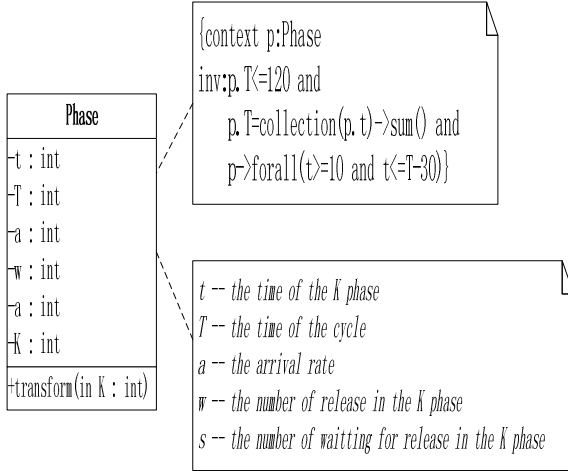 {context p:Phase
inv:p.T<=120 and
p.T=collection(p.t)->sum() and
p->forall(t>=10 and t<=T-30)}
Phase
-t : int
-T : int
-a : int
-w : int
-a : int
-K : int
+transform(in K : int)
t -- the time of the K phase
T -- the time of the cycle
a -- the arrival rate
w -- the number of release in the K phase
s -- the number of waitting for release in the K phase